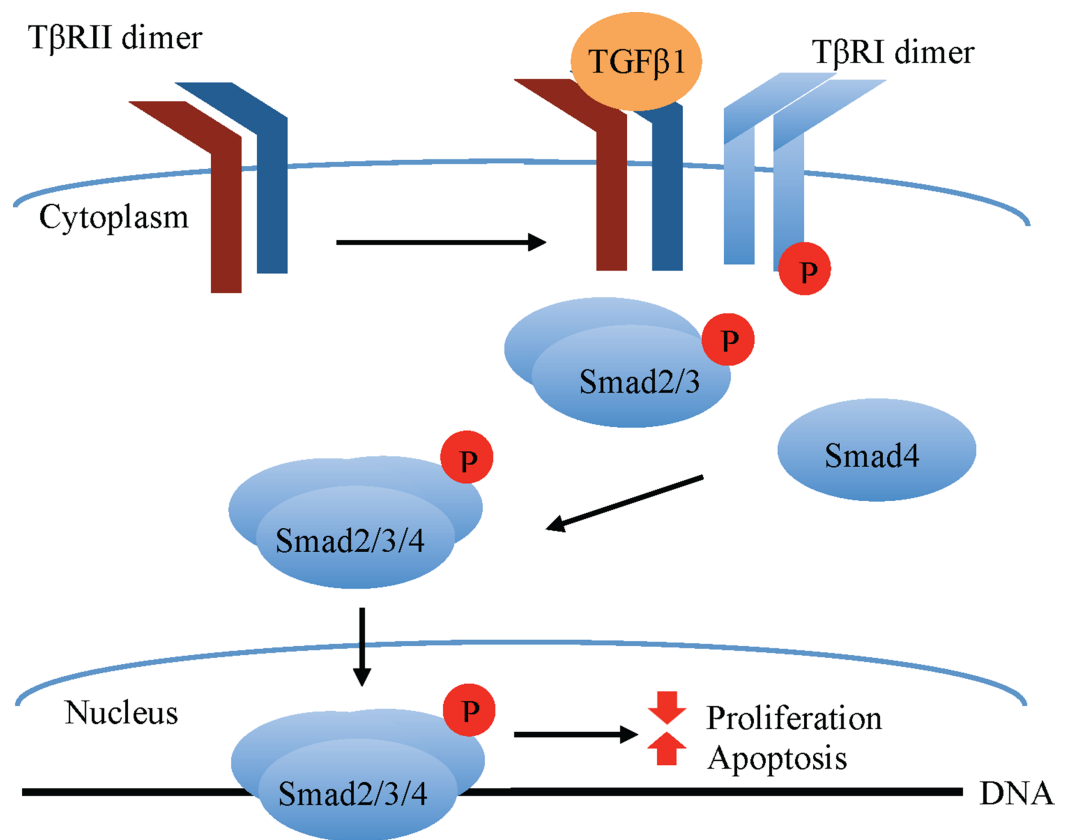 TβRII dimer
TGFβ1
TβRI dimer
Cytoplasm
P
P
Smad2/3
Smad4
P
Smad2/3/4
Nucleus
P
Proliferation
Apoptosis
Smad2/3/4
DNA